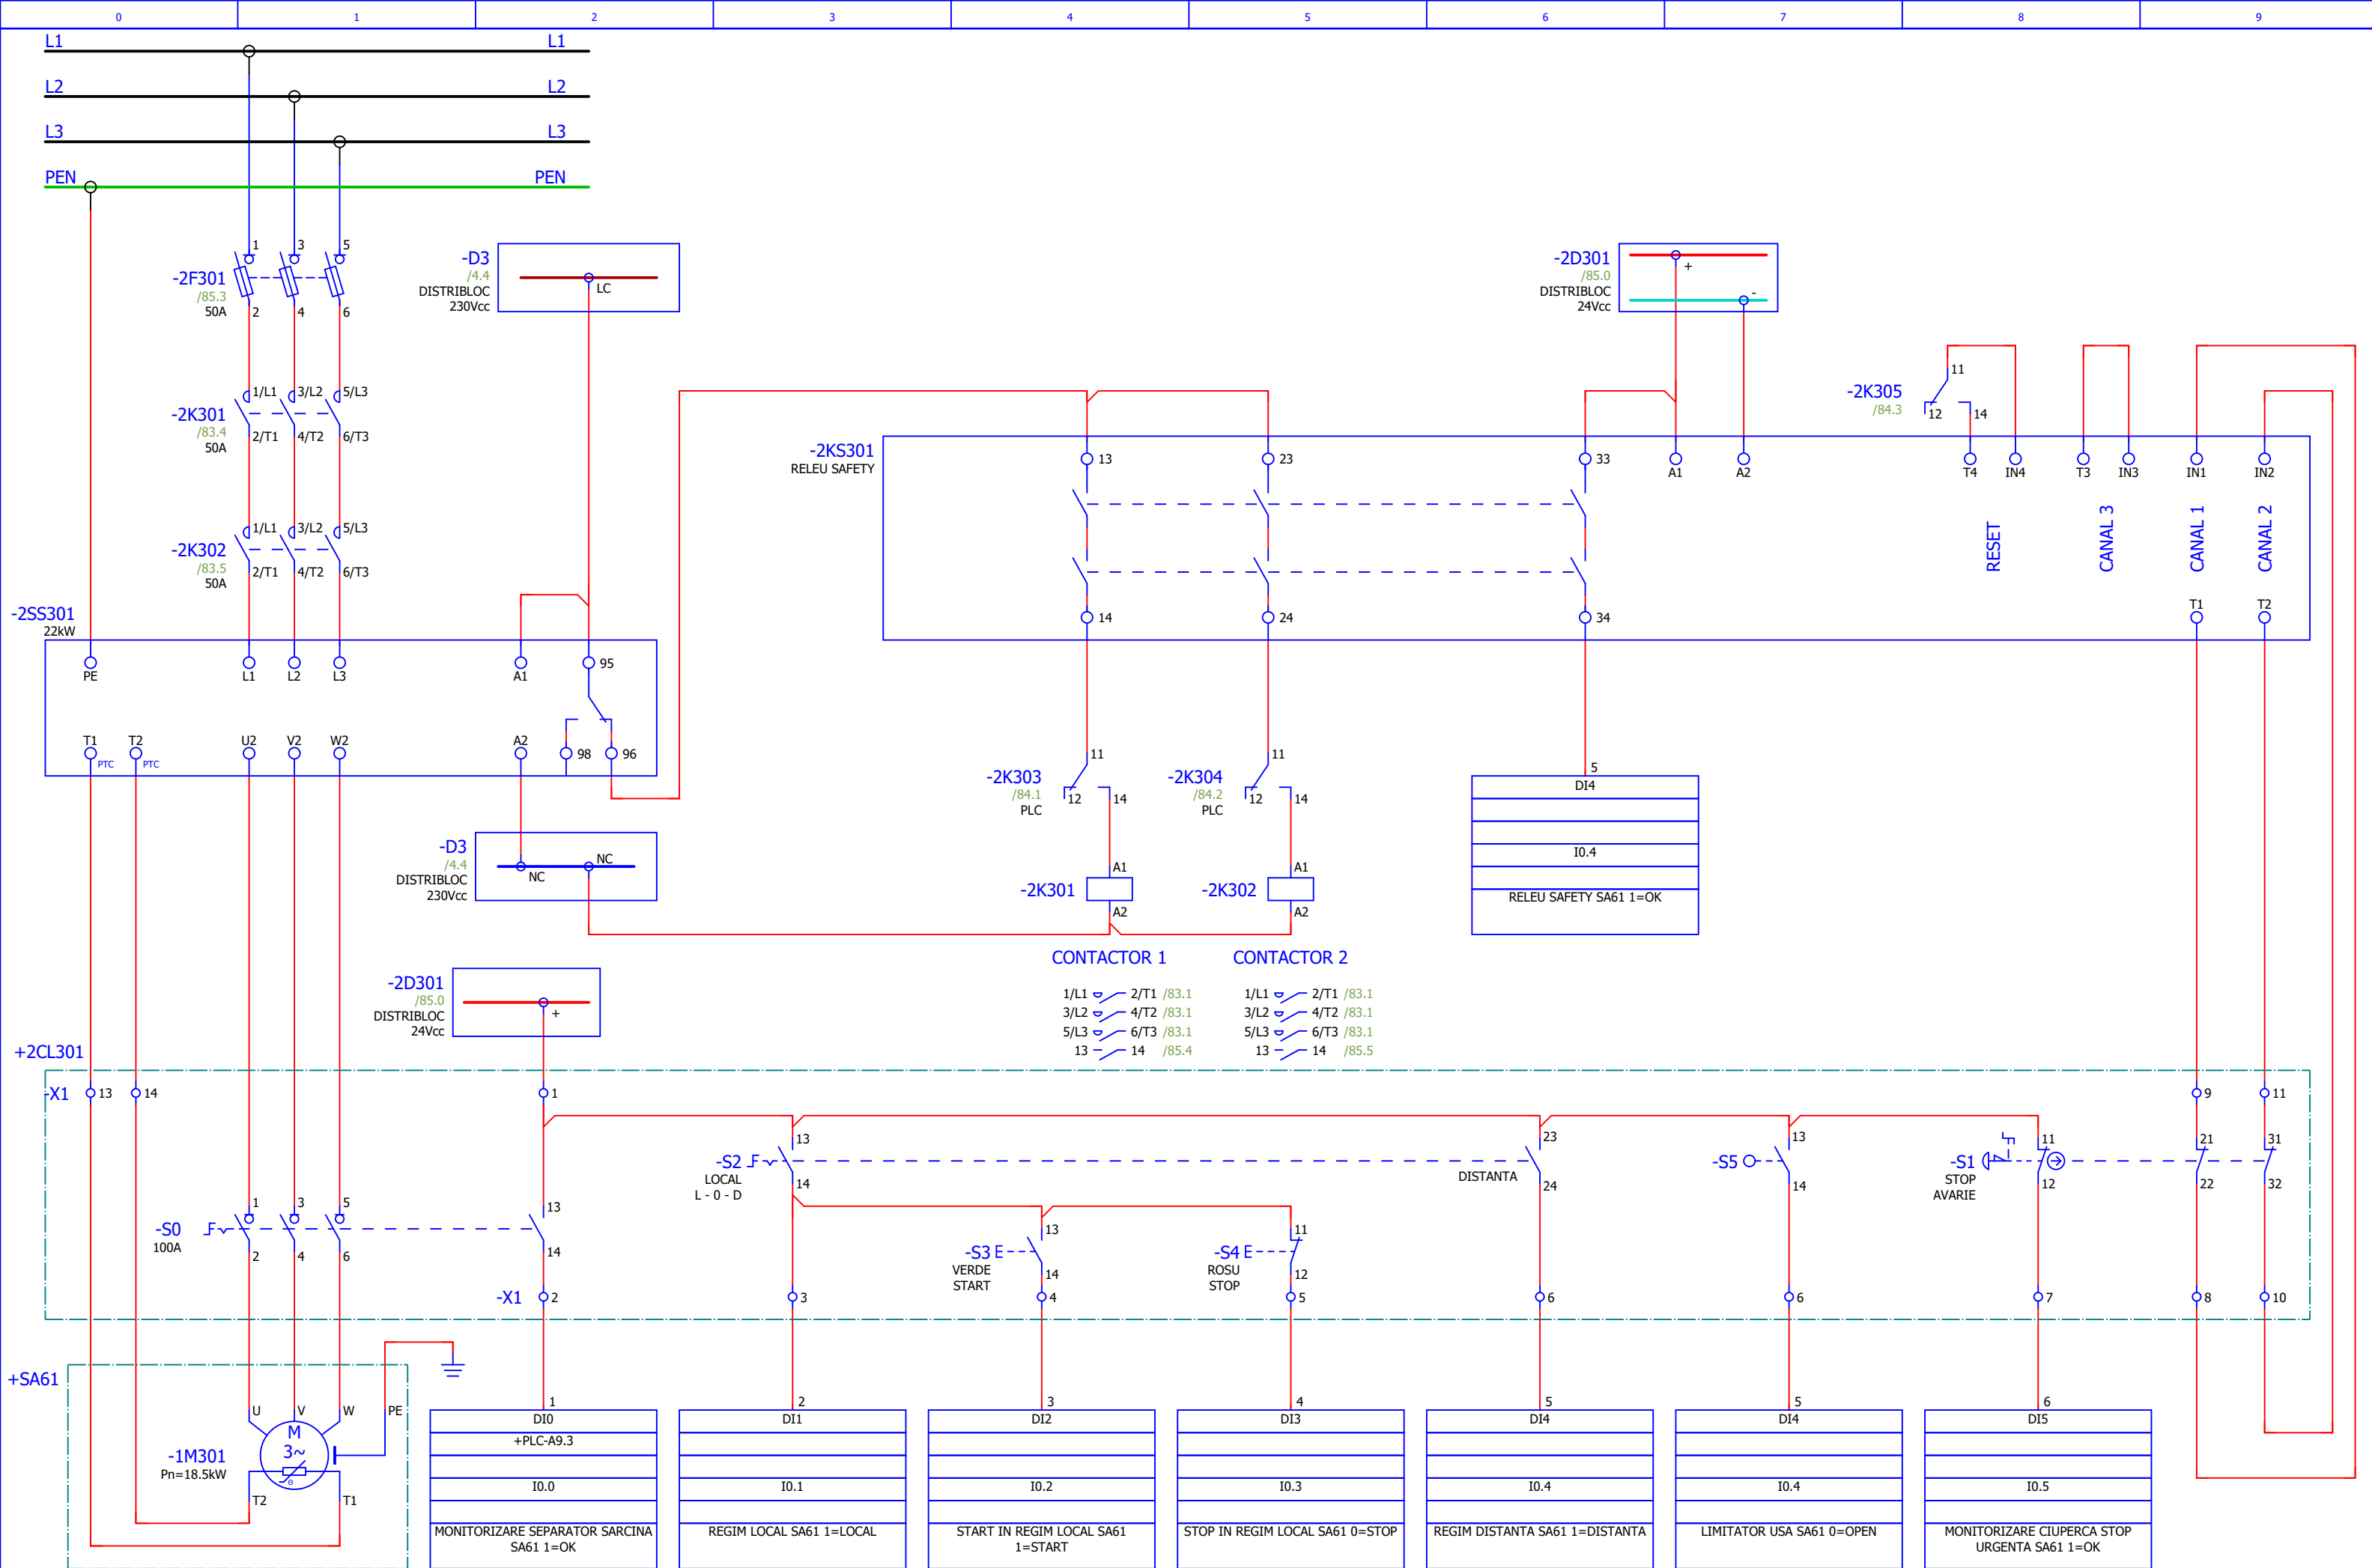 0 1 2 3 4 5 6 7 8 9
L1 L1
L2 L2
L3 L3
PEN PEN
1 3 5
-2F301
/85.3
50A
2 4 6
-D3
/4.4
DISTRIBLOC
230Vcc
LC
-2D301
/85.0
DISTRIBLOC
24Vcc
+
-
1/L1 3/L2 5/L3
-2K301
/83.4
50A
2/T1 4/T2 6/T3
-2K305
/84.3
11
12 14
1/L1 3/L2 5/L3
-2K302
/83.5
50A
2/T1 4/T2 6/T3
-2KS301
RELEU SAFETY
13 23 33
A1 A2 T4 IN4 T3 IN3 IN1 IN2
RESET
CANAL 3
CANAL 1
CANAL 2
14 24 34
T1 T2
-2SS301
22kW
PE L1 L2 L3 A1 95
T1 T2 U2 V2 W2 A2 98 96
PTC PTC
-2K303
/84.1
PLC
11
12 14
-2K304
/84.2
PLC
11
12 14
5
DI4
I0.4
RELEU SAFETY SA61 1=OK
-D3
/4.4
DISTRIBLOC
230Vcc
NC
NC
A1
-2K301
A2
A1
-2K302
A2
CONTACTOR 1
1/L1 2/T1 /83.1
3/L2 4/T2 /83.1
5/L3 6/T3 /83.1
13 14 /85.4
CONTACTOR 2
1/L1 2/T1 /83.1
3/L2 4/T2 /83.1
5/L3 6/T3 /83.1
13 14 /85.5
-2D301
/85.0
DISTRIBLOC
24Vcc
+
+2CL301
-X1 13 14 1 9 11
-S2
LOCAL
L - 0 - D
13
14
DISTANTA
23
24
-S5
13
14
-S1
STOP
AVARIE
11
12
21
22
31
32
-S0
100A
1 3 5 13
2 4 6 14
-S3
VERDE
START
E
13
14
-S4
ROSU
STOP
E
11
12
-X1 2 3 4 5 6 6 7 8 10
+SA61
U V W PE
-1M301
Pn=18.5kW
M
3~
T2 T1
1
DI0
+PLC-A9.3
I0.0
MONITORIZARE SEPARATOR SARCINA
SA61 1=OK
2
DI1
I0.1
REGIM LOCAL SA61 1=LOCAL
3
DI2
I0.2
START IN REGIM LOCAL SA61
1=START
4
DI3
I0.3
STOP IN REGIM LOCAL SA61 0=STOP
5
DI4
I0.4
REGIM DISTANTA SA61 1=DISTANTA
5
DI4
I0.4
LIMITATOR USA SA61 0=OPEN
6
DI5
I0.5
MONITORIZARE CIUPERCA STOP
URGENTA SA61 1=OK